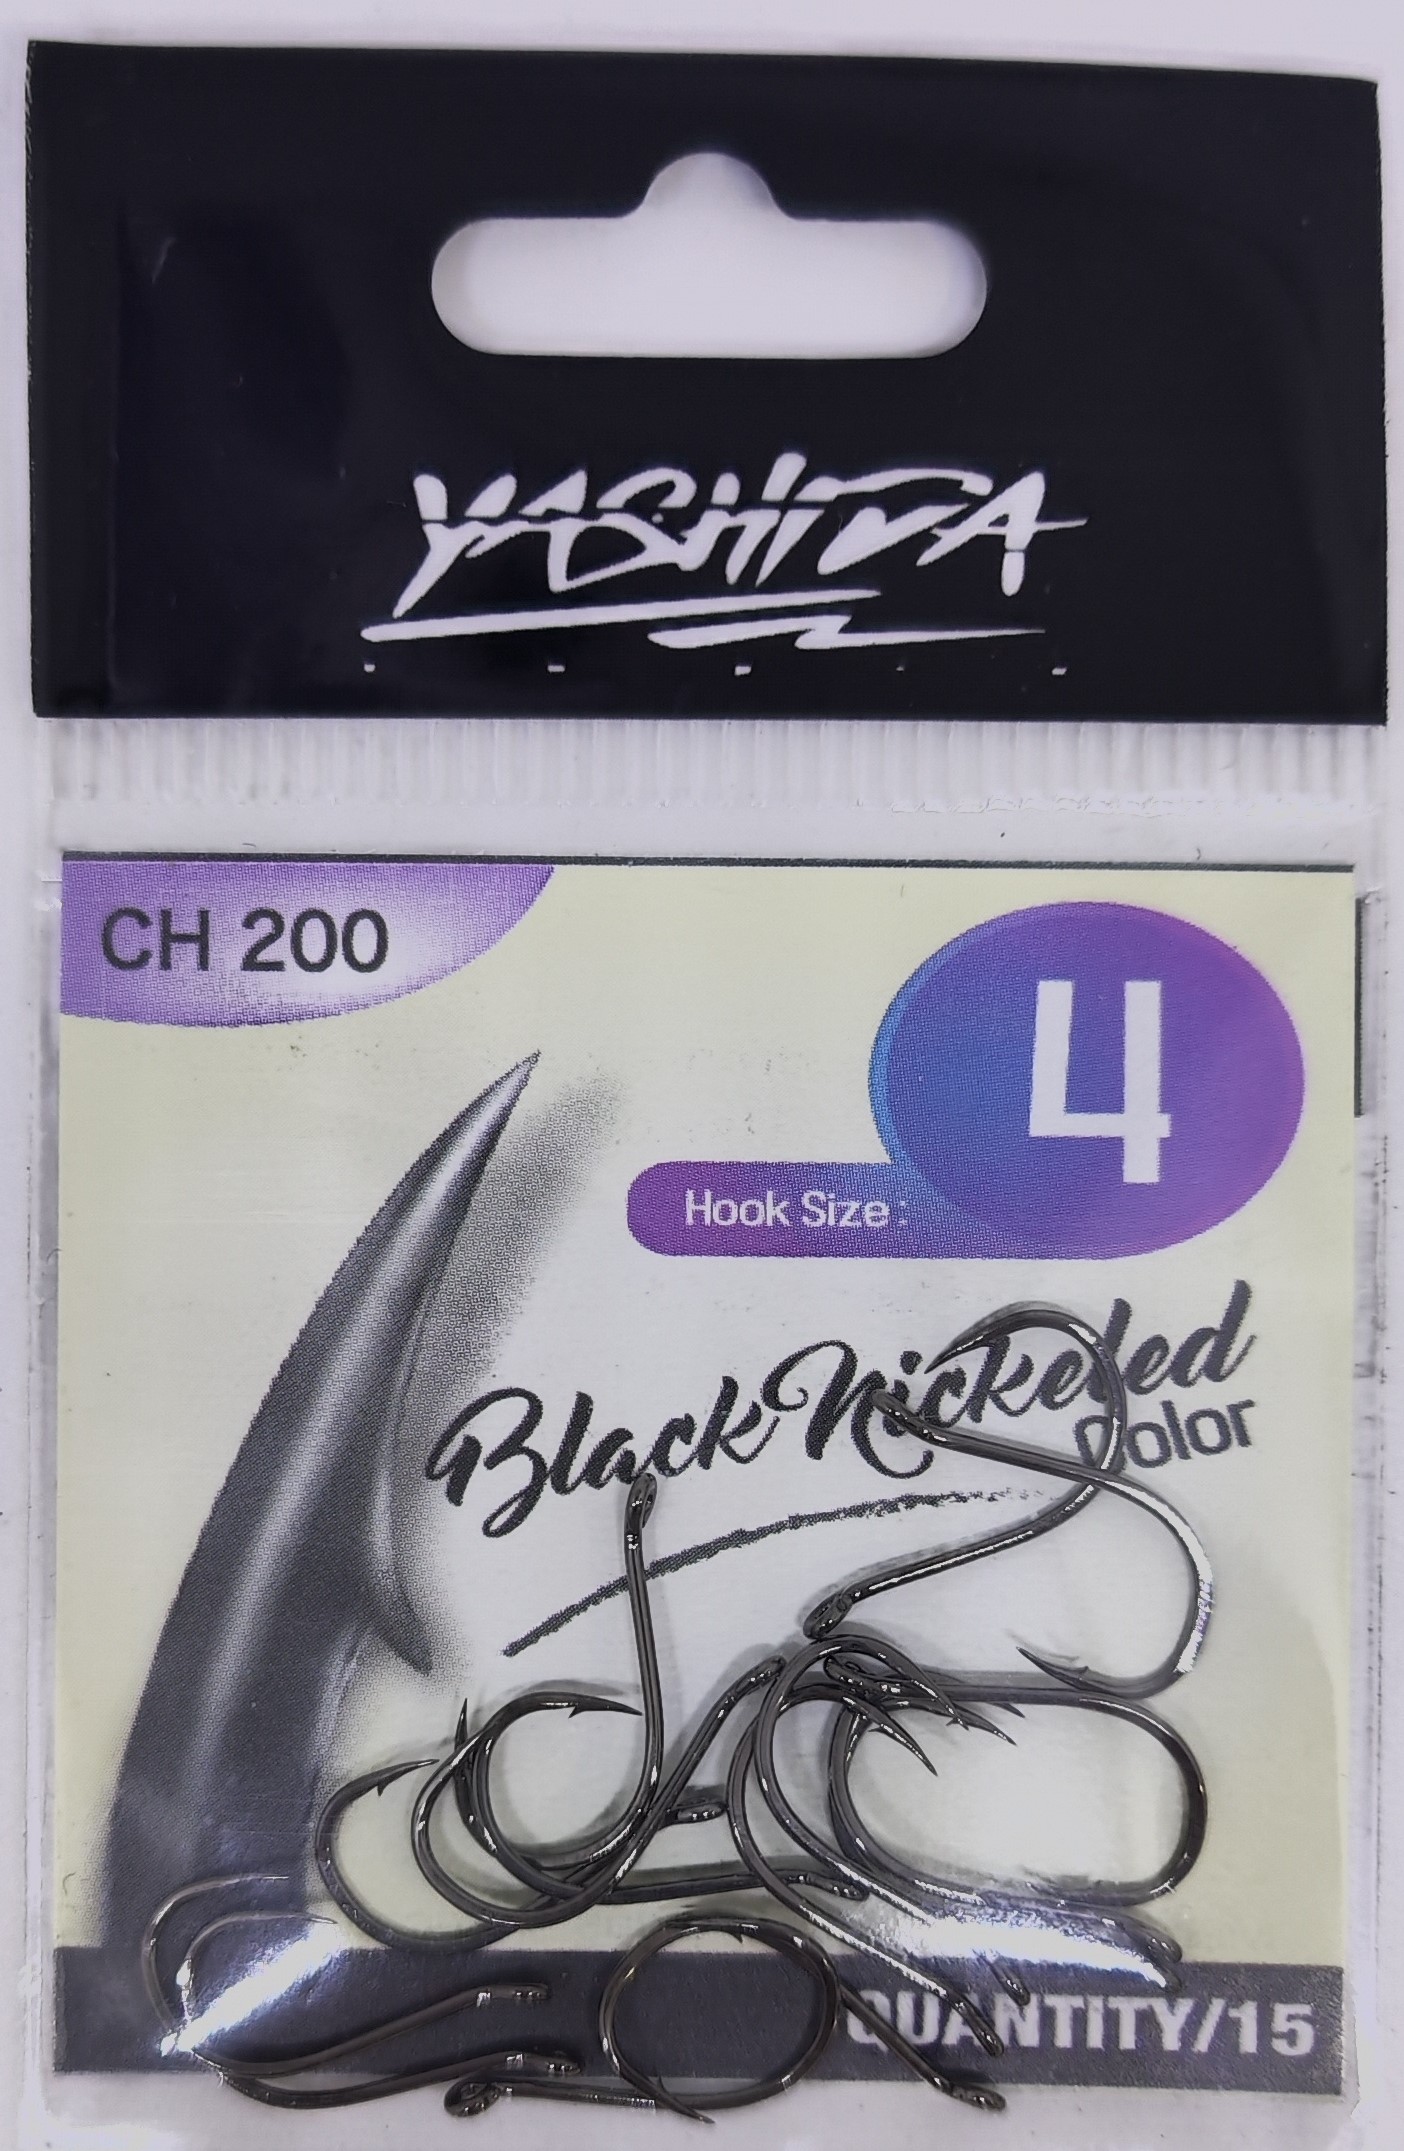 YASHIDA
CH 200
4
Hook Size:
Black Nickeled
Color
QUANTITY/15